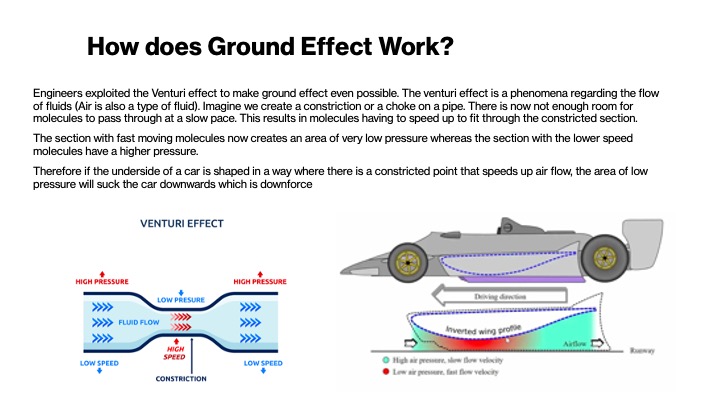 How does Ground Effect Work?
Engineers exploited the Venturi effect to make ground effect even possible. The venturi effect is a phenomena regarding the flow
of fluids (Air is also a type of fluid). Imagine we create a constriction or a choke on a pipe. There is now not enough room for
molecules to pass through at a slow pace. This results in molecules having to speed up to fit through the constricted section.
The section with fast moving molecules now creates an area of very low pressure whereas the section with the lower speed
molecules have a higher pressure.
Therefore if the underside of a car is shaped in a way where there is a constricted point that speeds up air flow, the area of low
pressure will suck the car downwards which is downforce
VENTURI EFFECT
HIGH PRESSURE
HIGH PRESSURE
LOW PRESURE
FLUID FLOW
HIGH
SPEED
LOW SPEED
LOW SPEED
CONSTRICTION
Driving direction
Inverted wing profile
Airflow
Runway
High air pressure, slow flow velocity
Low air pressure, fast flow velocity